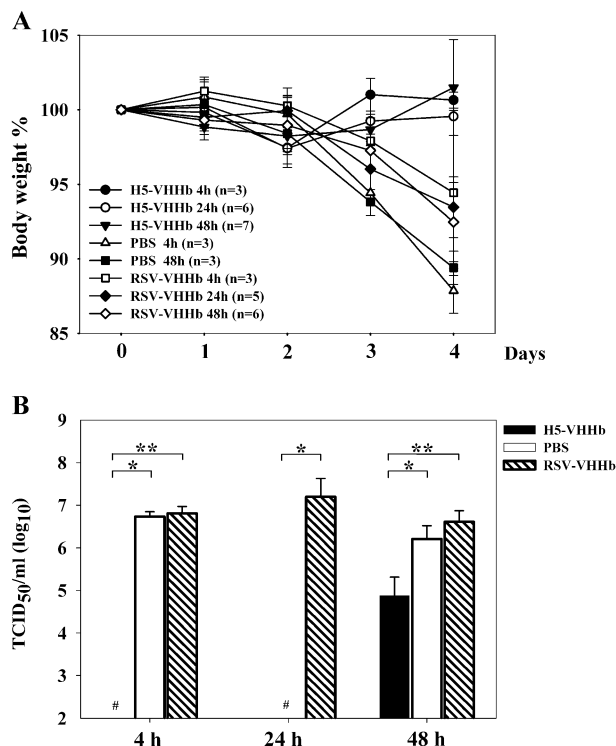 A
105
100
95
90
85
Body weight %
H5-VHHb 4h (n=3)
H5-VHHb 24h (n=6)
H5-VHHb 48h (n=7)
PBS 4h (n=3)
PBS 48h (n=3)
RSV-VHHb 4h (n=3)
RSV-VHHb 24h (n=5)
RSV-VHHb 48h (n=6)
0 1 2 3 4 Days
B
9
8
7
6
5
4
3
2
TCID50/ml (log10)
H5-VHHb
PBS
RSV-VHHb
** * **
* *
# #
4 h 24 h 48 h